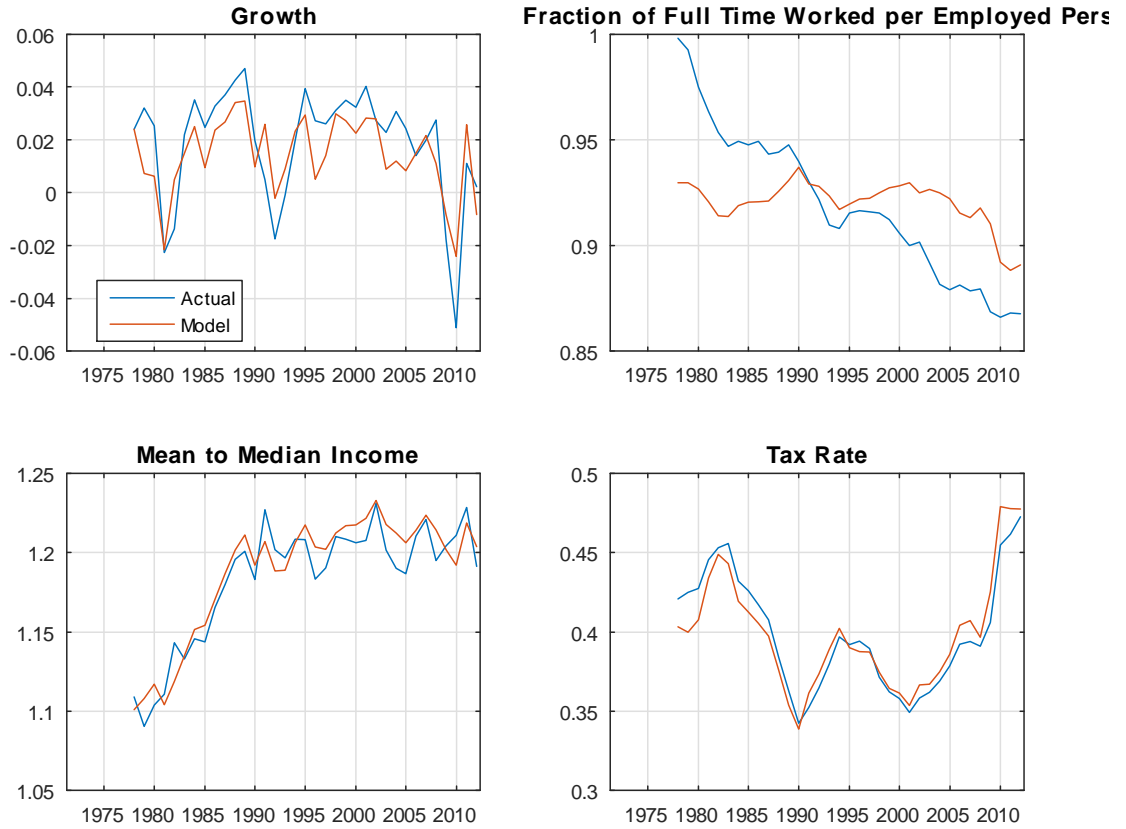 Growth
0.06
0.04
0.02
0
-0.02
-0.04
-0.06
Actual
Model
1975 1980 1985 1990 1995 2000 2005 2010
Fraction of Full Time Worked per Employed Pers
1
0.95
0.9
0.85
1975 1980 1985 1990 1995 2000 2005 2010
Mean to Median Income
1.25
1.20
1.15
1.1
1.05
1975 1980 1985 1990 1995 2000 2005 2010
Tax Rate
0.5
0.45
0.4
0.35
0.3
1975 1980 1985 1990 1995 2000 2005 2010